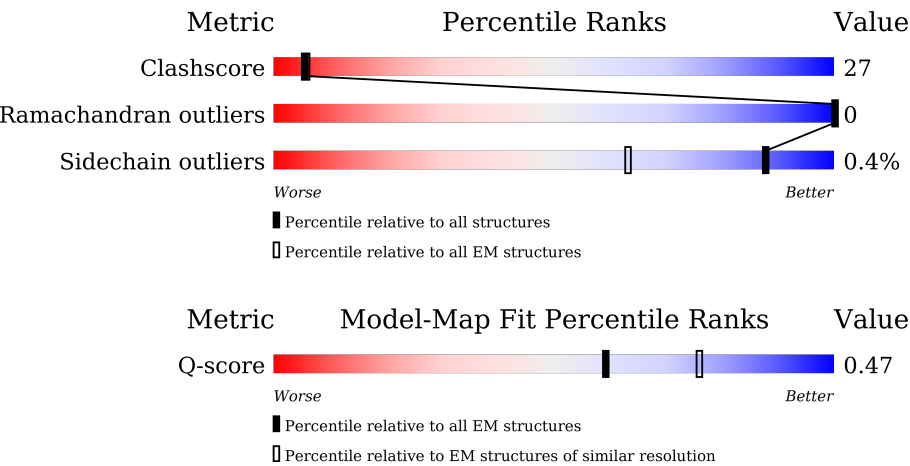 Metric Percentile Ranks Value
Clashscore 27
Ramachandran outliers 0
Sidechain outliers 0.4%
Worse Better
Percentile relative to all structures
Percentile relative to all EM structures
Metric Model-Map Fit Percentile Ranks Value
Q-score 0.47
Worse Better
Percentile relative to all EM structures
Percentile relative to EM structures of similar resolution